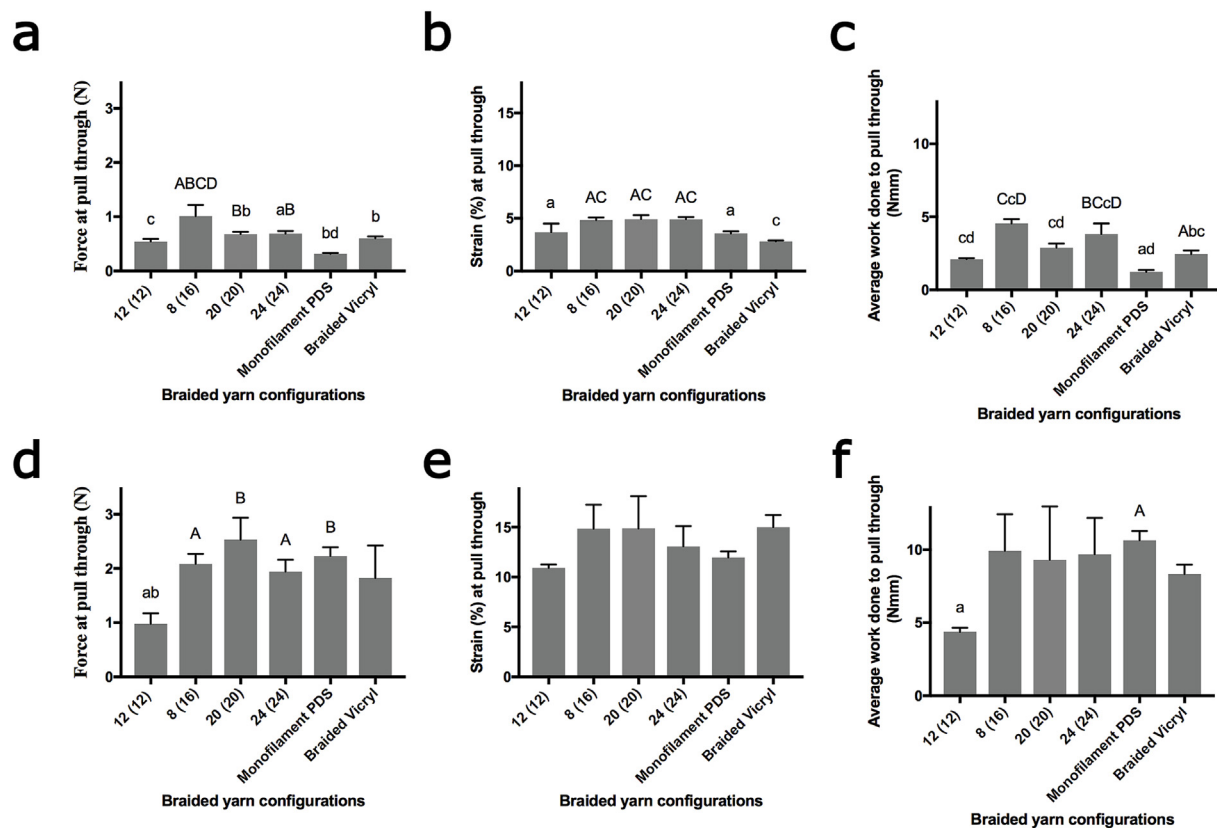 a
Force at pull through (N)
3
2
1
0
c
ABCD
Bb
aB
bd
b
12 (12)
8 (16)
20 (20)
24 (24)
Monofilament PDS
Braided Vicryl
Braided yarn configurations
b
Strain (%) at pull through
15
10
5
0
a
AC
AC
AC
a
c
12 (12)
8 (16)
20 (20)
24 (24)
Monofilament PDS
Braided Vicryl
Braided yarn configurations
c
Average work done to pull through
(Nmm)
10
5
0
cd
CcD
cd
BCcD
ad
Abc
12 (12)
8 (16)
20 (20)
24 (24)
Monofilament PDS
Braided Vicryl
Braided yarn configurations
d
Force at pull through (N)
3
2
1
0
ab
A
B
A
B
12 (12)
8 (16)
20 (20)
24 (24)
Monofilament PDS
Braided Vicryl
Braided yarn configurations
e
Strain (%) at pull through
15
10
5
0
12 (12)
8 (16)
20 (20)
24 (24)
Monofilament PDS
Braided Vicryl
Braided yarn configurations
f
Average work done to pull through
(Nmm)
10
5
0
a
A
12 (12)
8 (16)
20 (20)
24 (24)
Monofilament PDS
Braided Vicryl
Braided yarn configurations